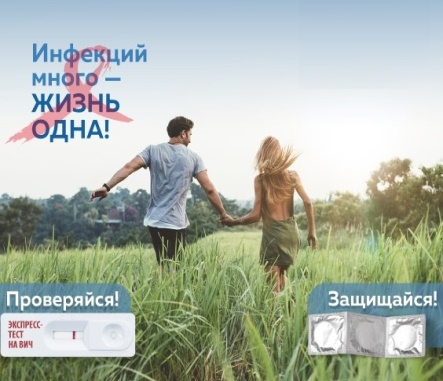 Инфекций
много –
ЖИЗНЬ
ОДНА!
Проверяйся!
ЭКСПРЕСС-
ТЕСТ
НА ВИЧ
Защищайся!